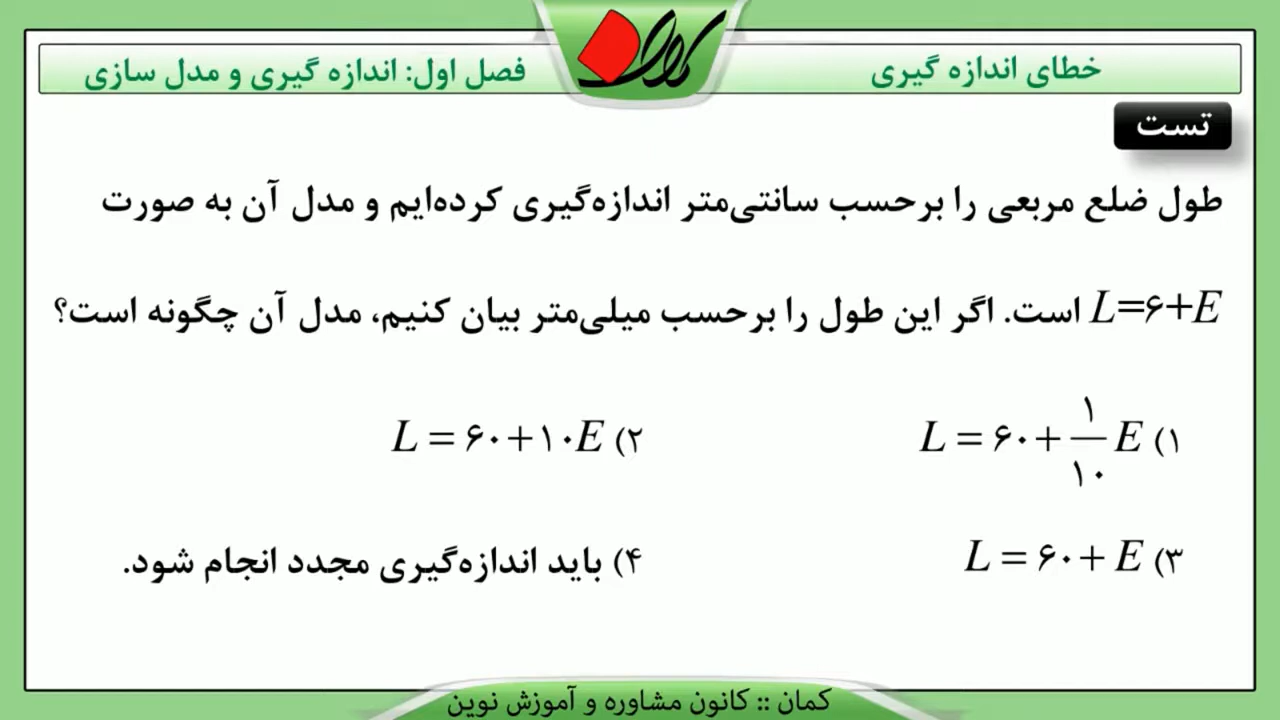 خطای اندازه گیری
کمان
فصل اول: اندازه گیری و مدل سازی
تست
طول ضلع مربعی را برحسب سانتی‌متر اندازه‌گیری کرده‌ایم و مدل آن به صورت
L=۶+E است. اگر این طول را برحسب میلی‌متر بیان کنیم، مدل آن چگونه است؟
۱) L = ۶۰+۱/۱۰ E
۲) L = ۶۰+۱۰E
۳) L = ۶۰+E
۴) باید اندازه‌گیری مجدد انجام شود.
کمان :: کانون مشاوره و آموزش نوین